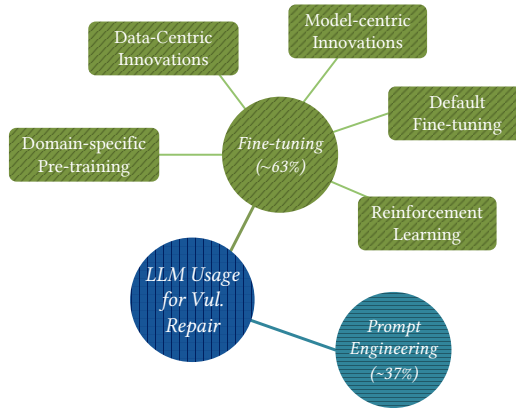 Model-centric
Innovations
Data-Centric
Innovations
Default
Fine-tuning
Domain-specific
Pre-training
Fine-tuning
(~63%)
Reinforcement
Learning
LLM Usage
for Vul.
Repair
Prompt
Engineering
(~37%)